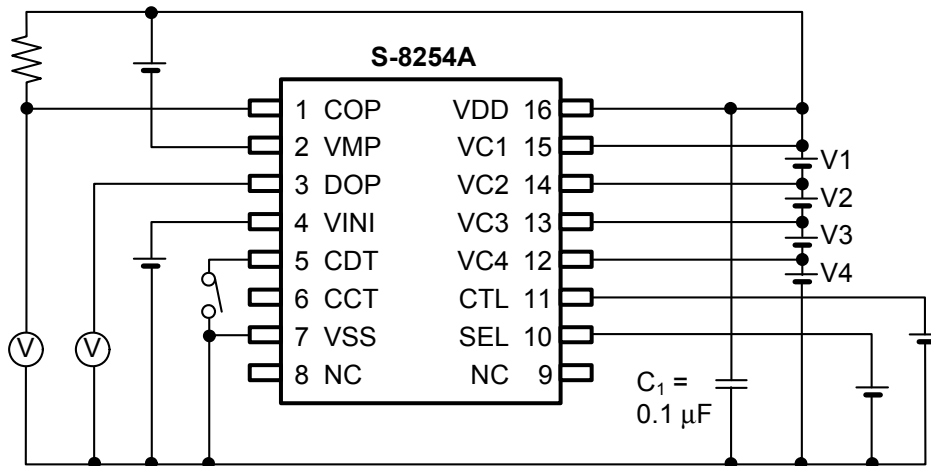 S-8254A
1 COP VDD 16
2 VMP VC1 15
3 DOP VC2 14
4 VINI VC3 13
5 CDT VC4 12
6 CCT CTL 11
7 VSS SEL 10
8 NC NC 9
V1
V2
V3
V4
V
V
C₁ =
0.1 μF